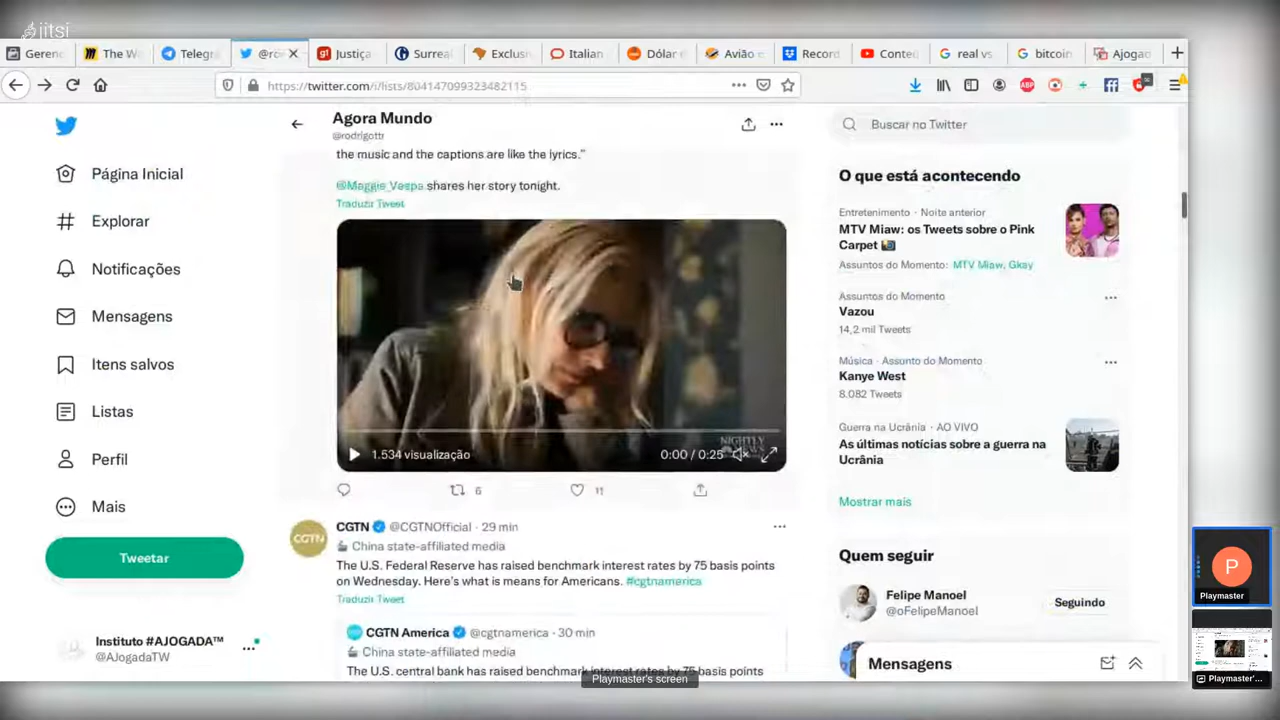 jitsi
Gerenc
The Wa
Telegra
@ro
Justiça
Surreal
Exclusi
Italian
Dólar e
Avião e
Record
Conteú
real vs
bitcoin
Ajogad
https://twitter.com/i/lists/804147099323482115
ABP
Agora Mundo
@rodrigottr
Buscar no Twitter
Página Inicial
Explorar
Notificações
Mensagens
Itens salvos
Listas
Perfil
Mais
Tweetar
Instituto #AJOGADA™
@AJogadaTW
the music and the captions are like the lyrics."
@Maggie_Vespa shares her story tonight.
Traduzir Tweet
NIGHTLY NEWS
1.534 visualização
0:00 / 0:25
6
11
CGTN @CGTNOfficial · 29 min
China state-affiliated media
The U.S. Federal Reserve has raised benchmark interest rates by 75 basis points
on Wednesday. Here's what is means for Americans. #cgtnamerica
Traduzir Tweet
CGTN America @cgtnamerica · 30 min
China state-affiliated media
The U.S. central bank has raised benchmark interest rates by 75 basis points
O que está acontecendo
Entretenimento · Noite anterior
MTV Miaw: os Tweets sobre o Pink
Carpet
Assuntos do Momento: MTV Miaw, Gkay
Assuntos do Momento
Vazou
14,2 mil Tweets
Música · Assunto do Momento
Kanye West
8.082 Tweets
Guerra na Ucrânia · AO VIVO
As últimas notícias sobre a guerra na
Ucrânia
Mostrar mais
Quem seguir
Felipe Manoel
@oFelipeManoel
Seguindo
Mensagens
P
Playmaster
Playmaster'...
Playmaster's screen